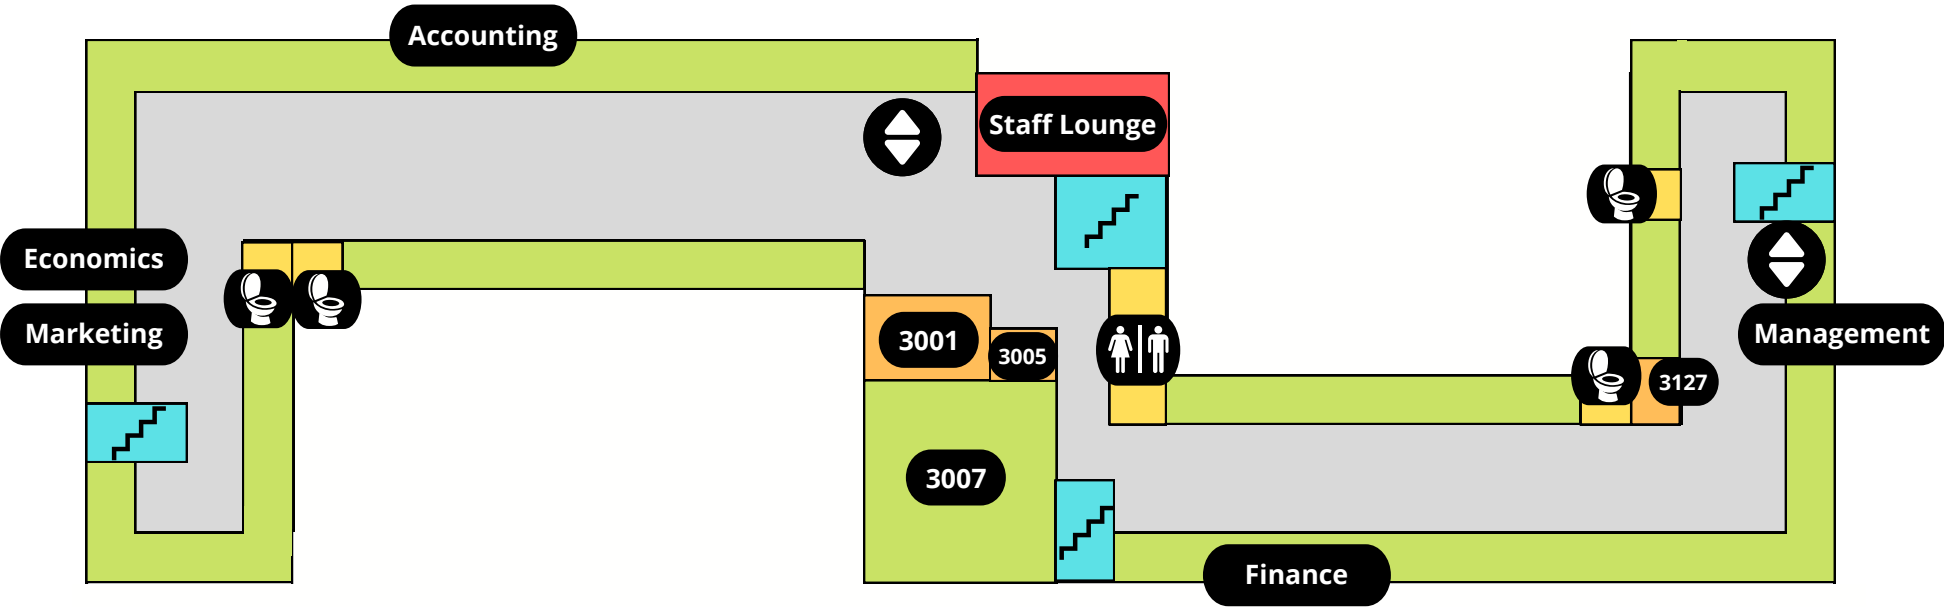 Accounting
Staff Lounge
Economics
Marketing
3001
3005
3007
3127
Management
Finance